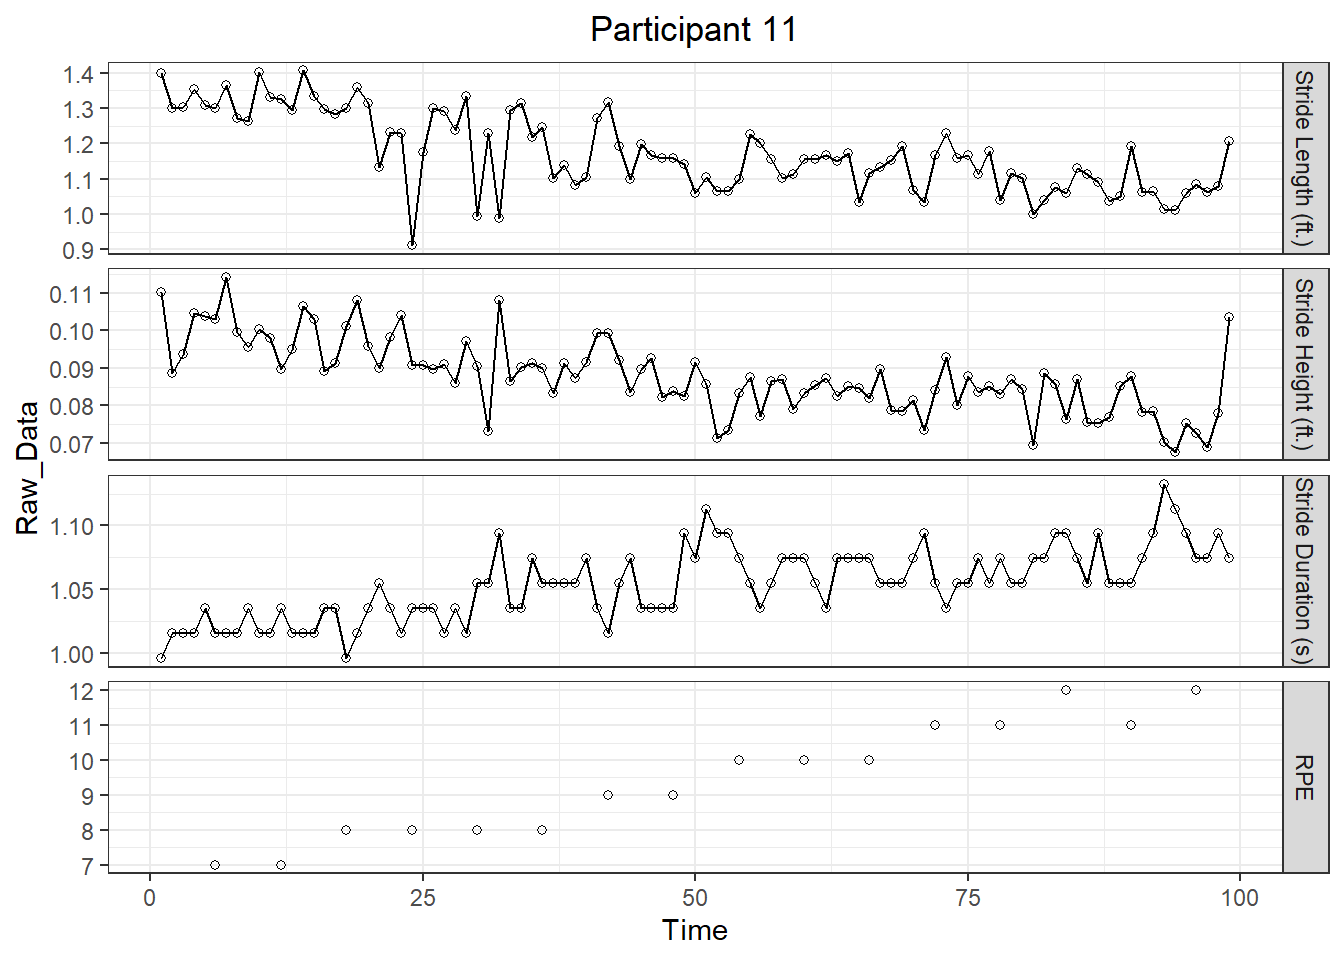 Participant 11
Raw_Data
1.4
1.3
1.2
1.1
1.0
0.9
Stride Length (ft.)
0.11
0.10
0.09
0.08
0.07
Stride Height (ft.)
1.10
1.05
1.00
Stride Duration (s)
12
11
10
9
8
7
RPE
0 25 50 75 100
Time